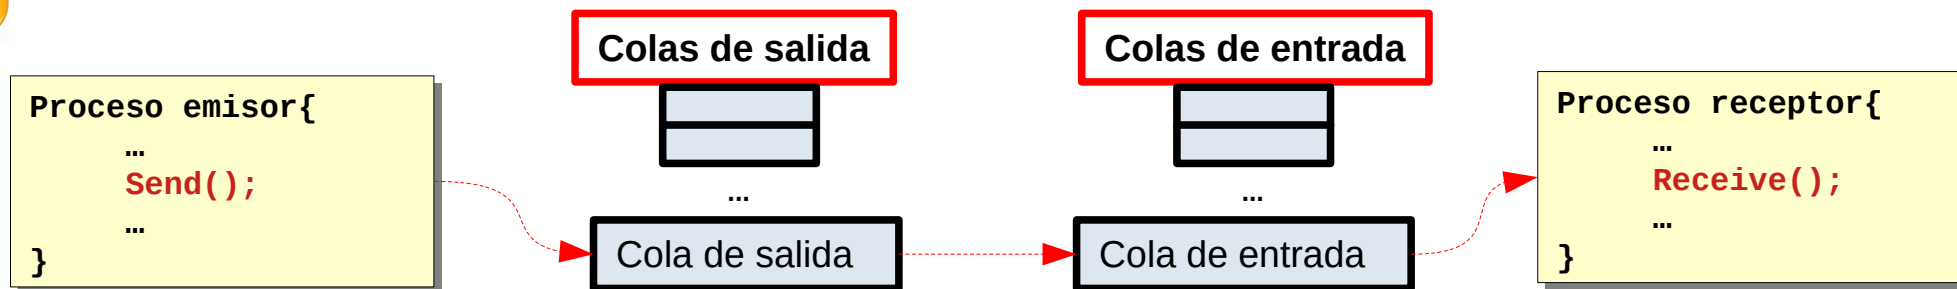 Colas de salida
Colas de entrada
Proceso emisor{
…
Send();
…
}
…
Cola de salida
…
Cola de entrada
Proceso receptor{
…
Receive();
…
}